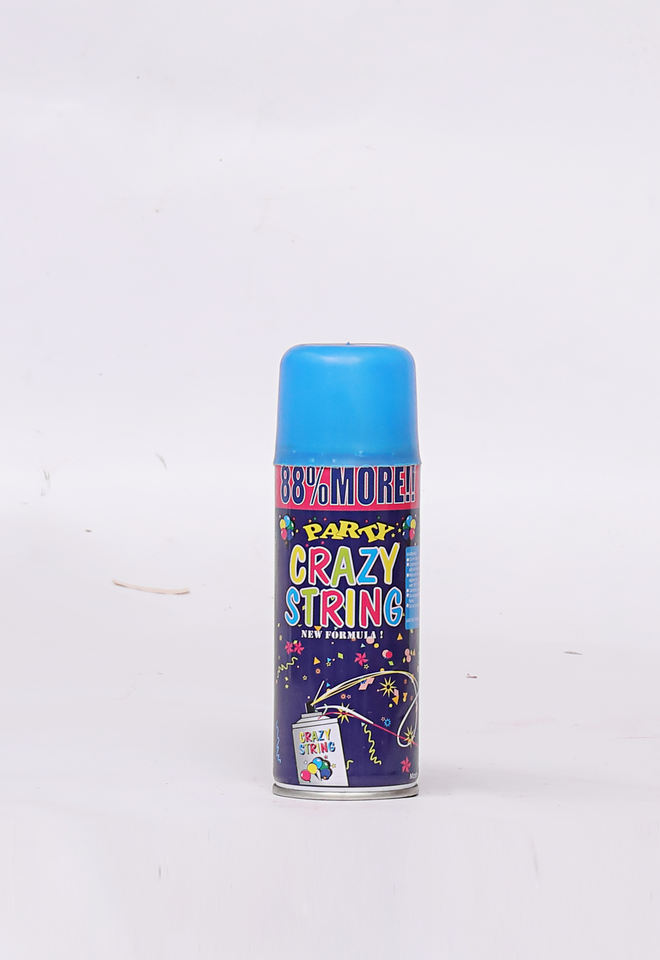 88% MORE!!
PARTY
CRAZY
STRING
NEW FORMULA !
CRAZY
STRING